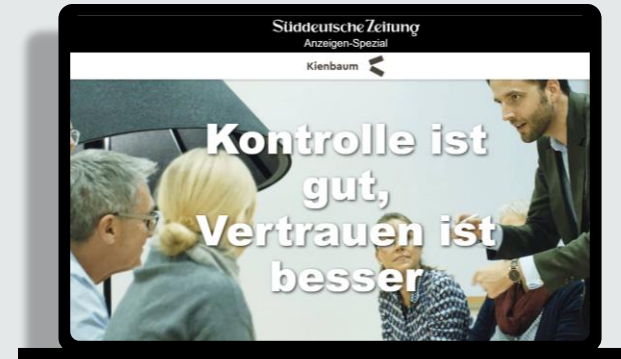 Süddeutsche Zeitung
Anzeigen-Spezial
Kienbaum
Kontrolle ist
gut,
Vertrauen ist
besser